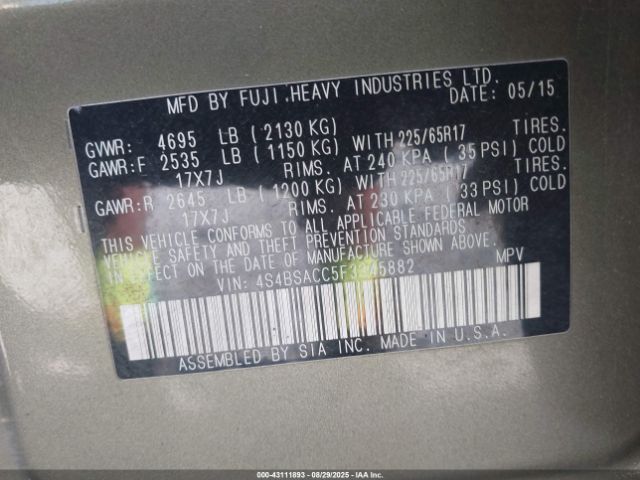 MFD BY FUJI HEAVY INDUSTRIES LTD.
DATE: 05/15
GVWR: 4695 LB (2130 KG)
GAWR:F 2535 LB (1150 KG) WITH 225/65R17 TIRES.
17X7J RIMS. AT 240 KPA (35 PSI) COLD
GAWR:R 2645 LB (1200 KG) WITH 225/65R17 TIRES.
17X7J RIMS. AT 230 KPA (33 PSI) COLD
THIS VEHICLE CONFORMS TO ALL APPLICABLE FEDERAL MOTOR
VEHICLE SAFETY AND THEFT PREVENTION STANDARDS
IN EFFECT ON THE DATE OF MANUFACTURE SHOWN ABOVE.
VIN: MPV
ASSEMBLED BY SIA INC. MADE IN U.S.A.
000-43111893 - 08/29/2025 - IAA Inc.